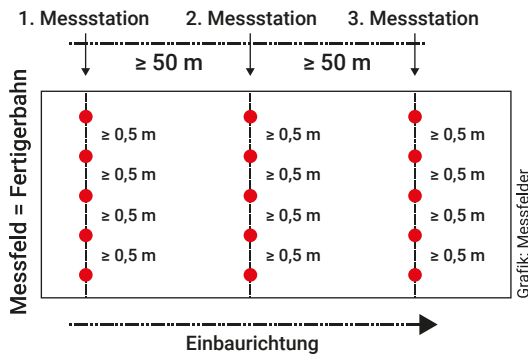 1. Messstation 2. Messstation 3. Messstation
≥ 50 m ≥ 50 m
Messfeld = Fertigerbahn
≥ 0,5 m ≥ 0,5 m ≥ 0,5 m
≥ 0,5 m ≥ 0,5 m ≥ 0,5 m
≥ 0,5 m ≥ 0,5 m ≥ 0,5 m
≥ 0,5 m ≥ 0,5 m ≥ 0,5 m
Grafik: Messfelder
Einbaurichtung